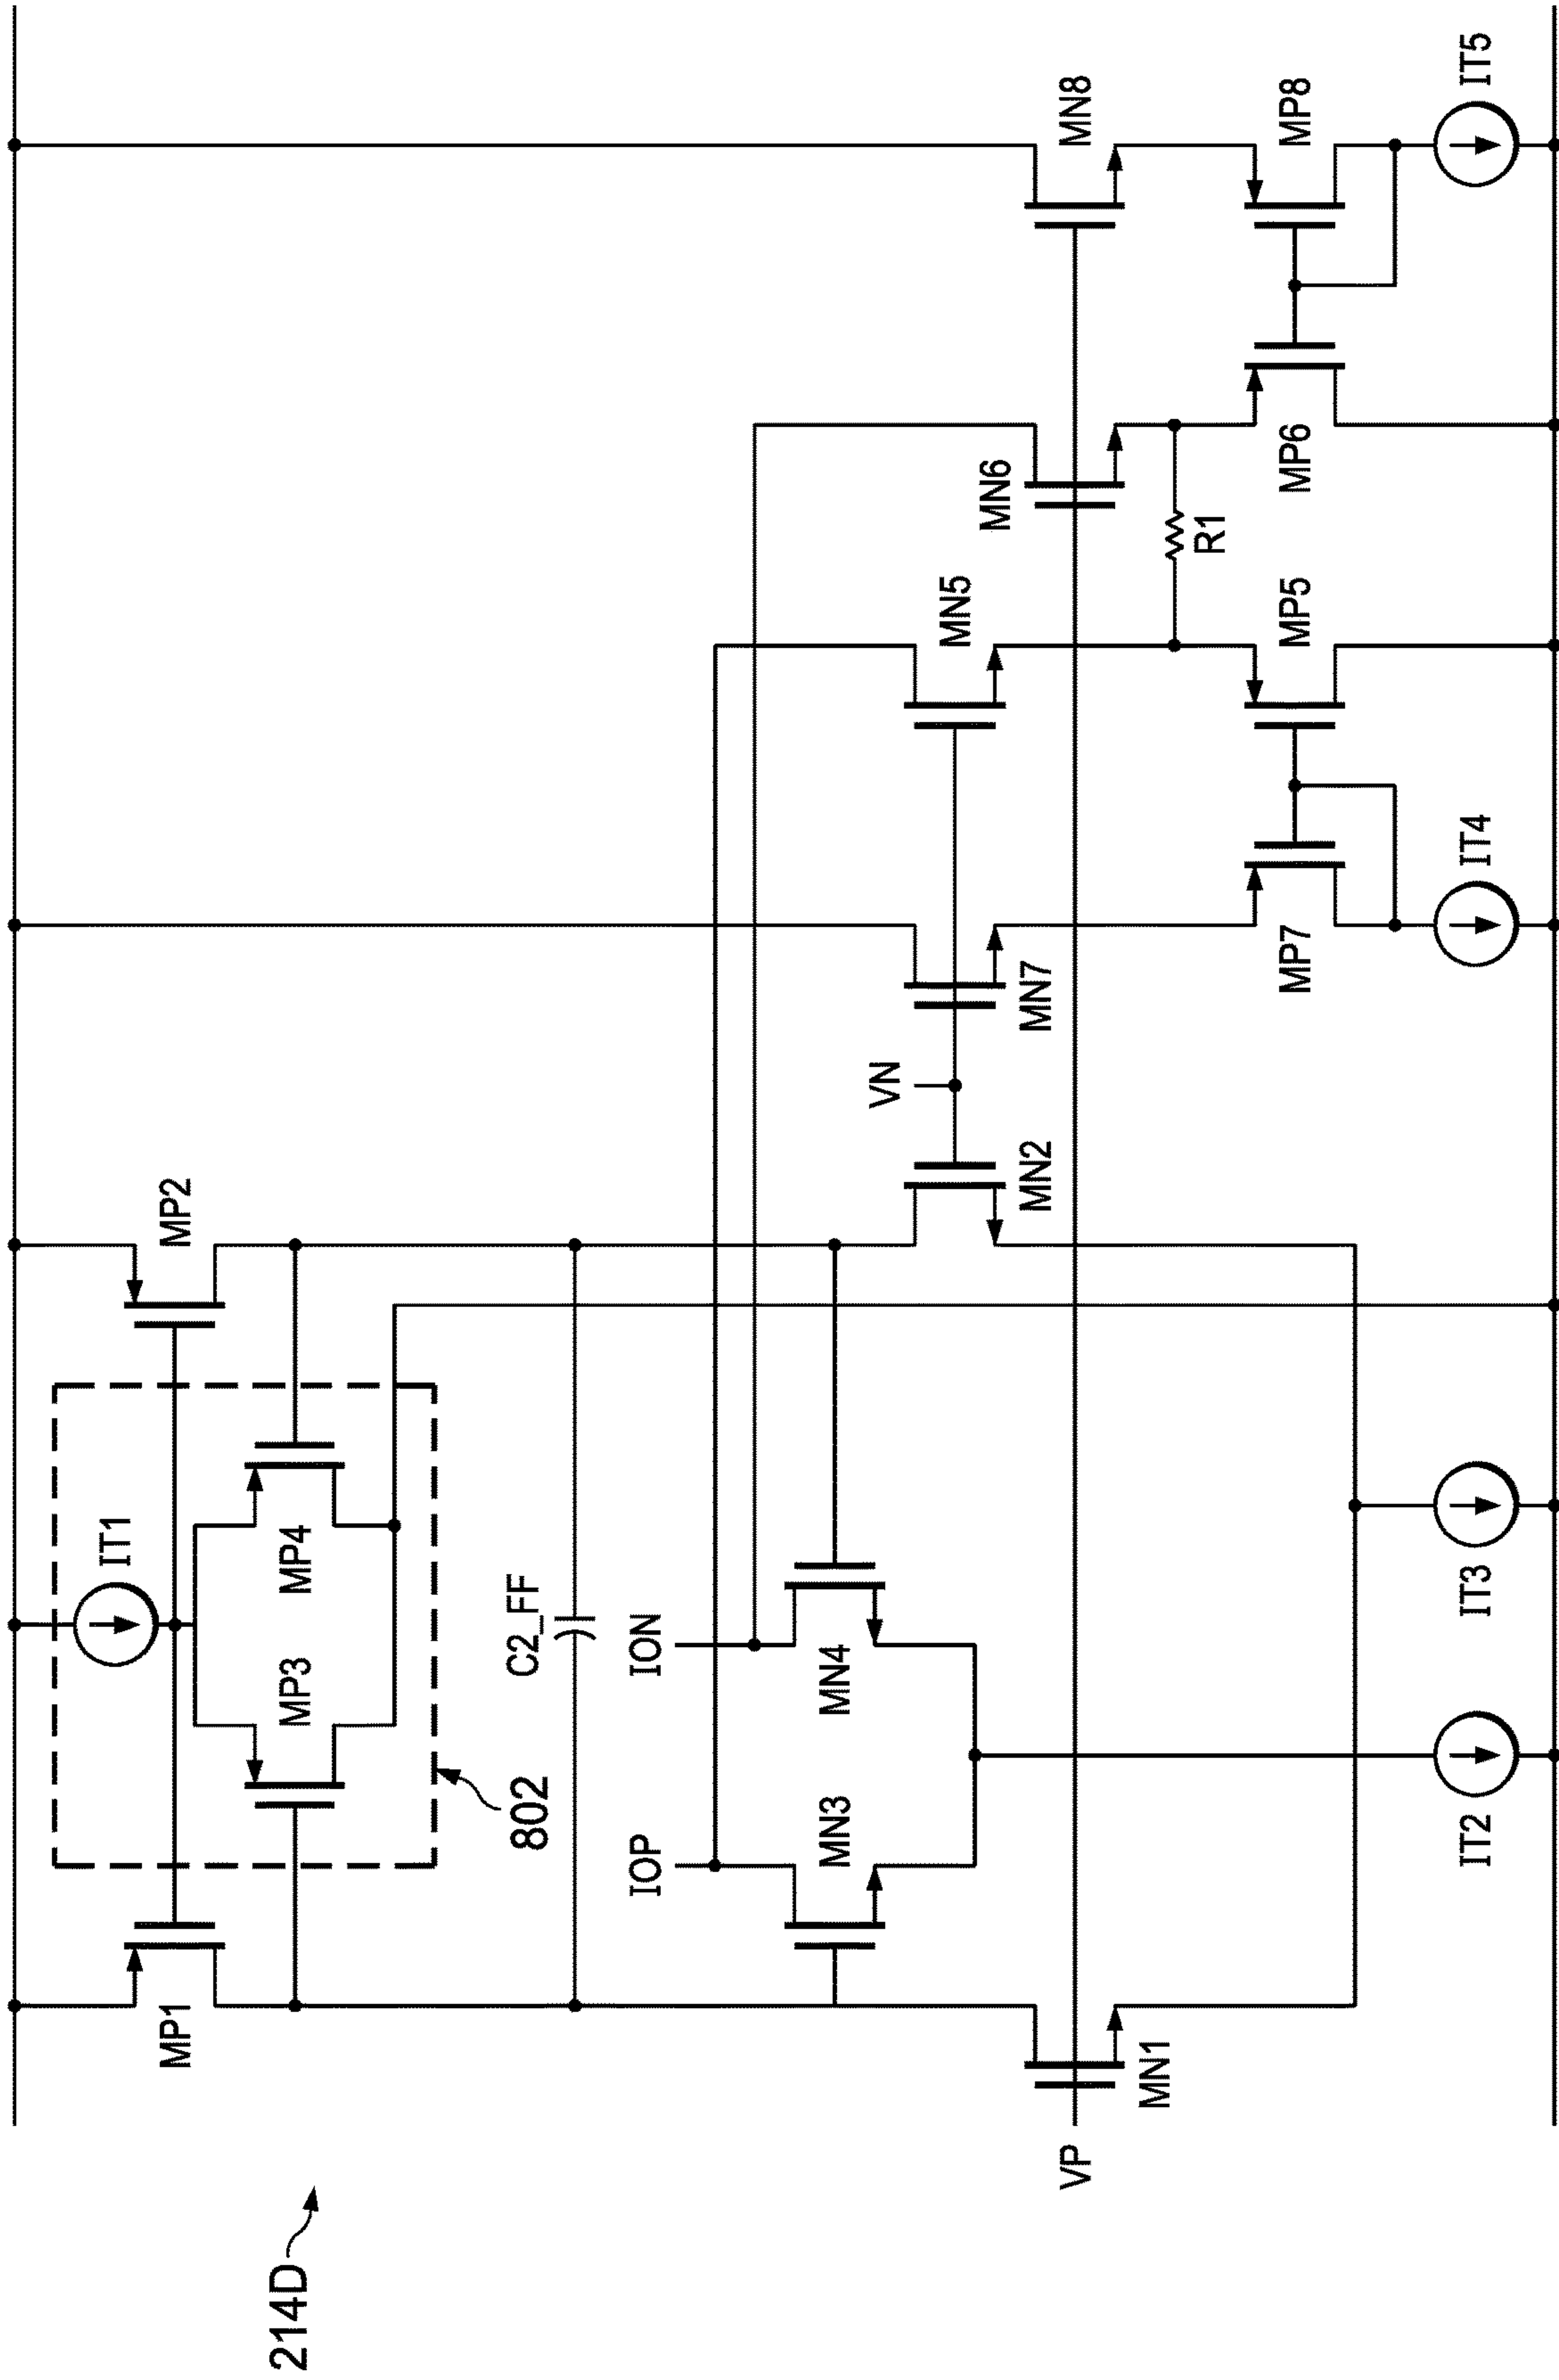 214D
MP1
IT1
MP2
MP3
MP4
802
C2_FF
IOP
ION
MN3
MN4
VP
MN1
VN
MN2
MN7
MN5
MN6
MN8
R1
MP7
MP5
MP6
MP8
IT2
IT3
IT4
IT5